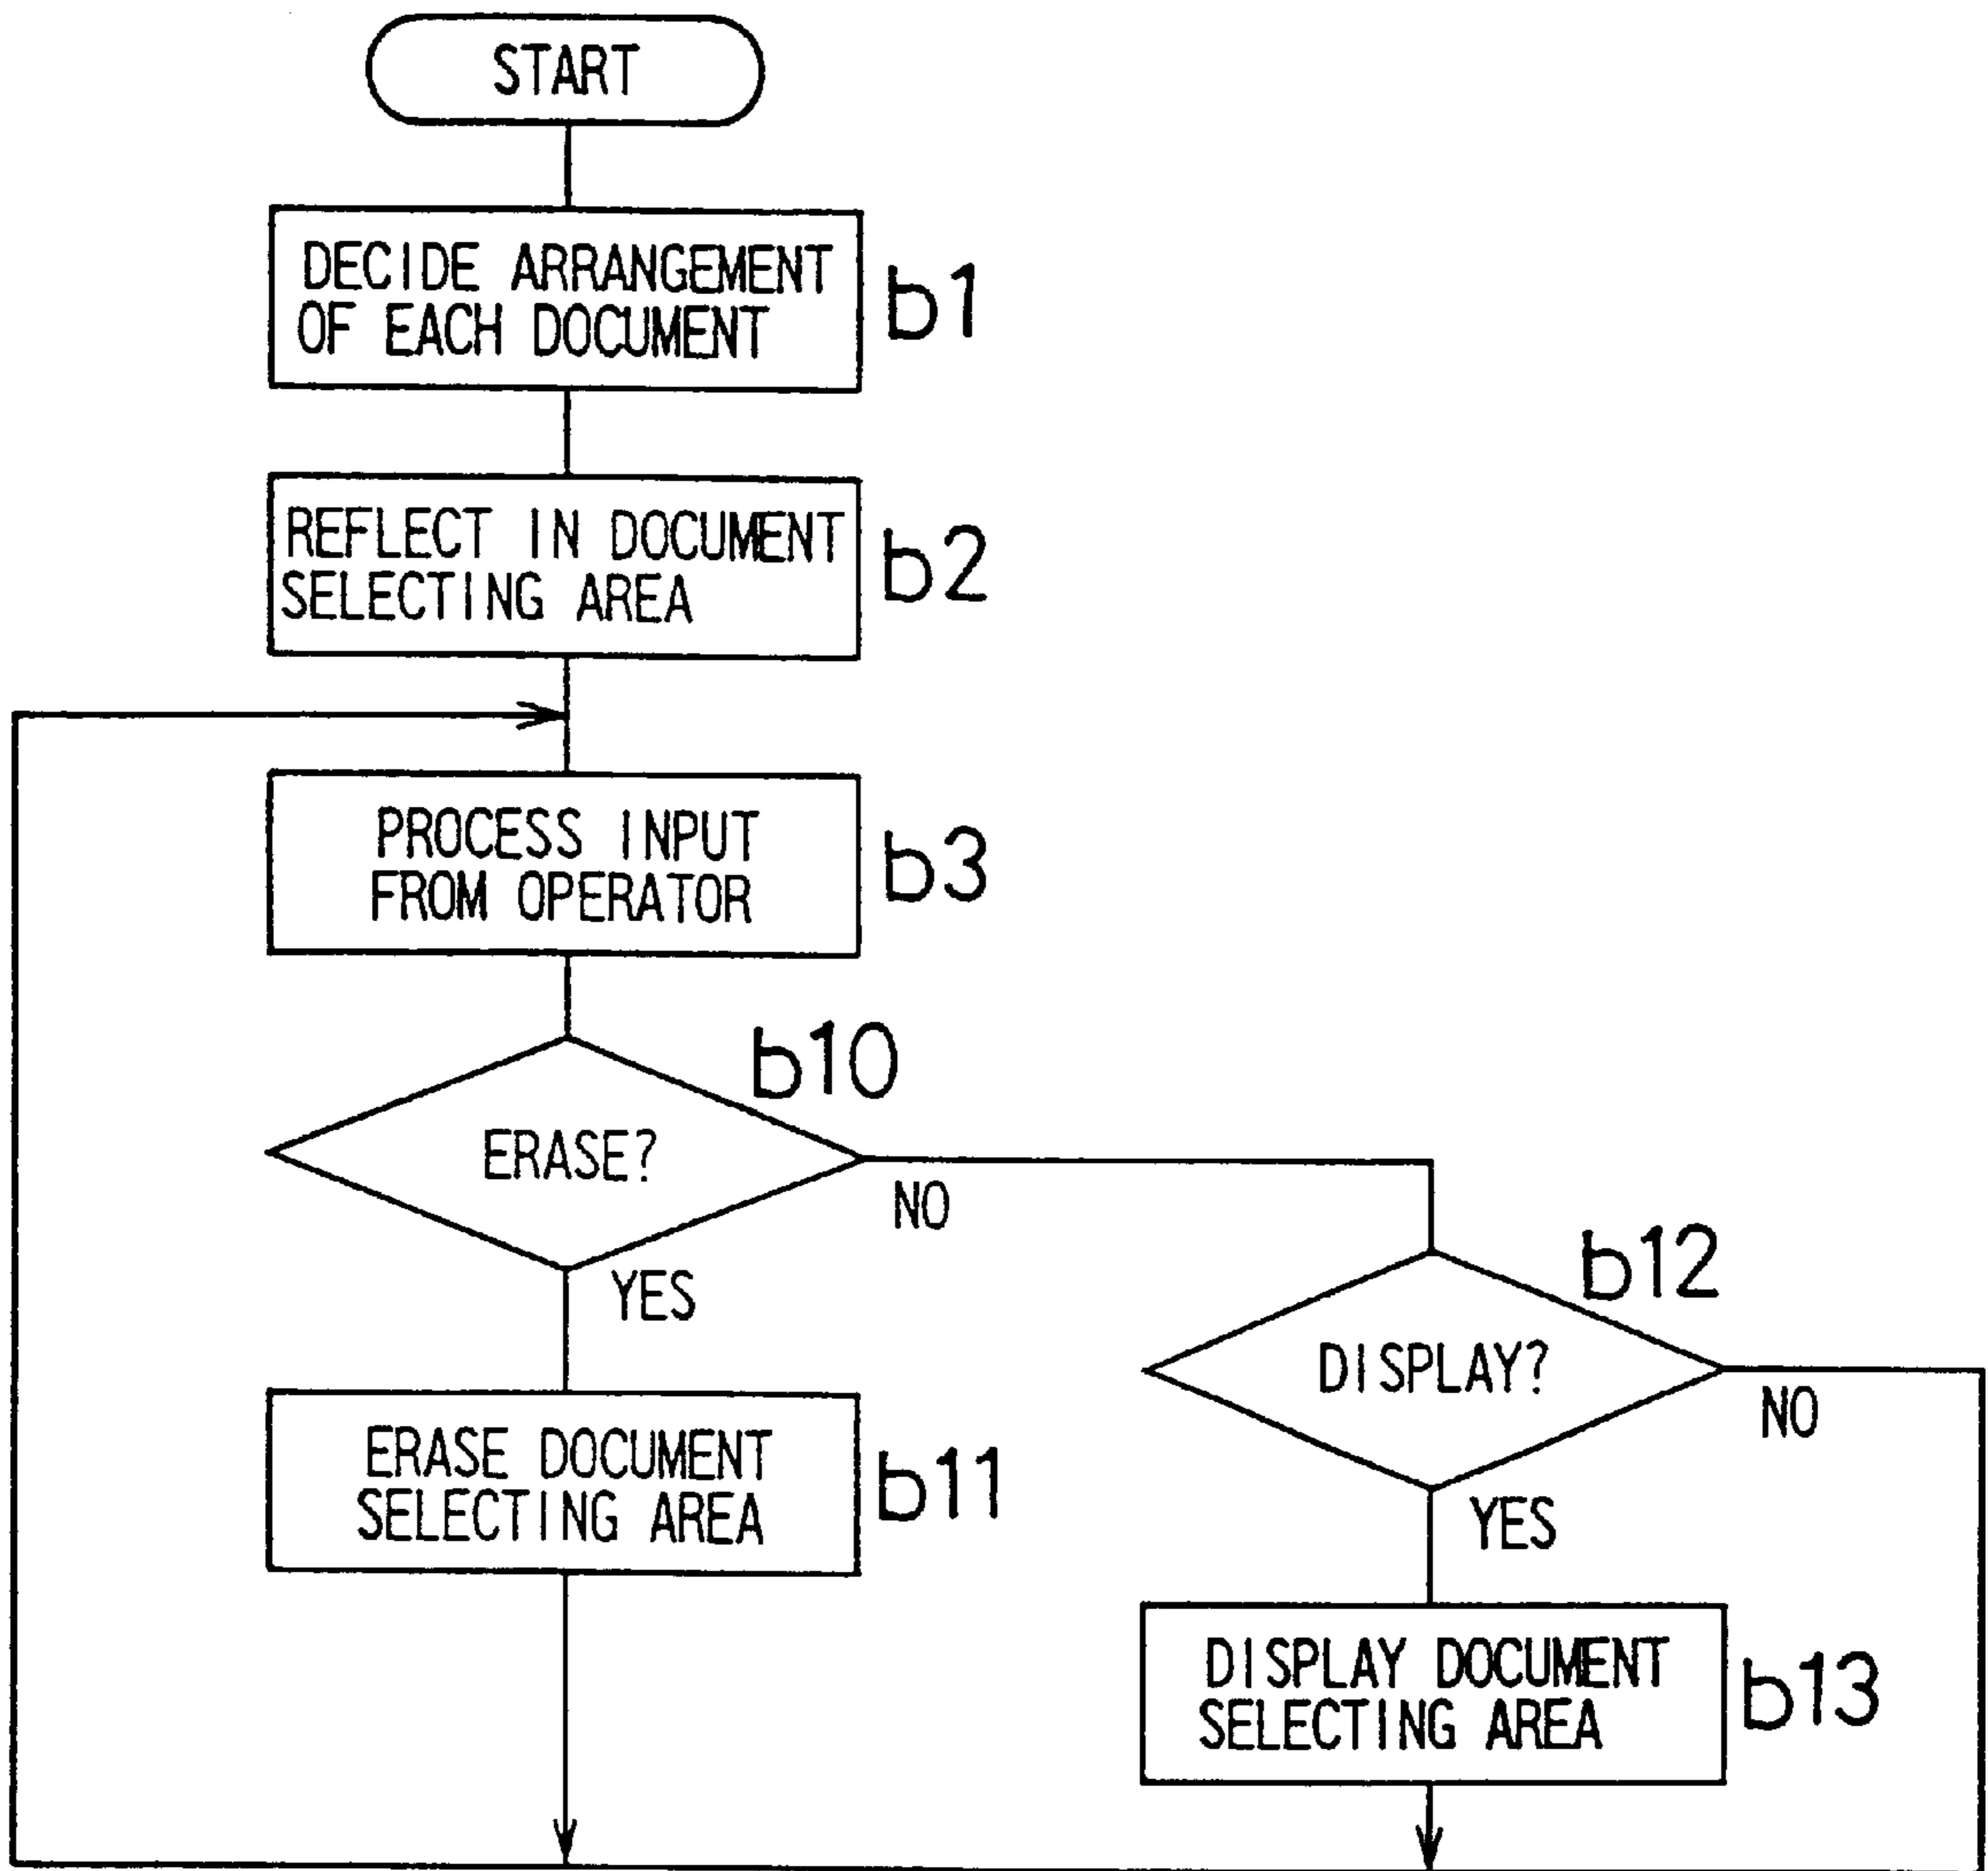 START
DECIDE ARRANGEMENT
OF EACH DOCUMENT
b1
REFLECT IN DOCUMENT
SELECTING AREA
b2
PROCESS INPUT
FROM OPERATOR
b3
b10
ERASE?
NO
YES
b12
DISPLAY?
NO
YES
ERASE DOCUMENT
SELECTING AREA
b11
DISPLAY DOCUMENT
SELECTING AREA
b13